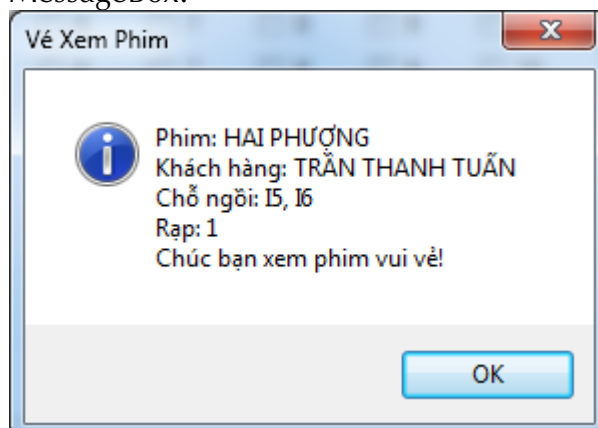 MessageBox:
Vé Xem Phim
Phim: HAI PHƯỢNG
Khách hàng: TRẦN THANH TUẤN
Chỗ ngồi: I5, I6
Rạp: 1
Chúc bạn xem phim vui vẻ!
OK